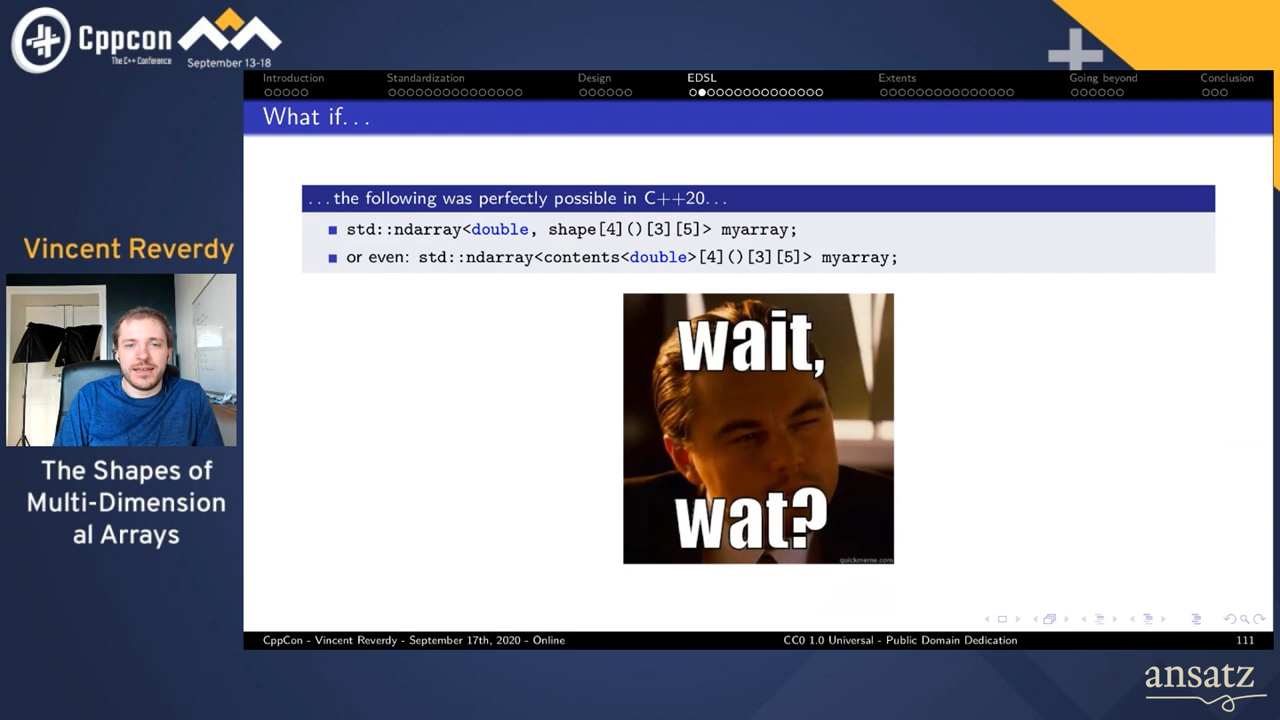 Cppcon
The C++ Conference
September 13-18
Introduction Standardization Design EDSL Extents Going beyond Conclusion
What if. . .
. . . the following was perfectly possible in C++20. . .
std::ndarray<double, shape[4]()[3][5]> myarray;
or even: std::ndarray<contents<double>[4]()[3][5]> myarray;
wait,
wat?
quickmeme.com
Vincent Reverdy
The Shapes of
Multi-Dimension
al Arrays
CppCon - Vincent Reverdy - September 17th, 2020 - Online CC0 1.0 Universal - Public Domain Dedication 111
ansatz